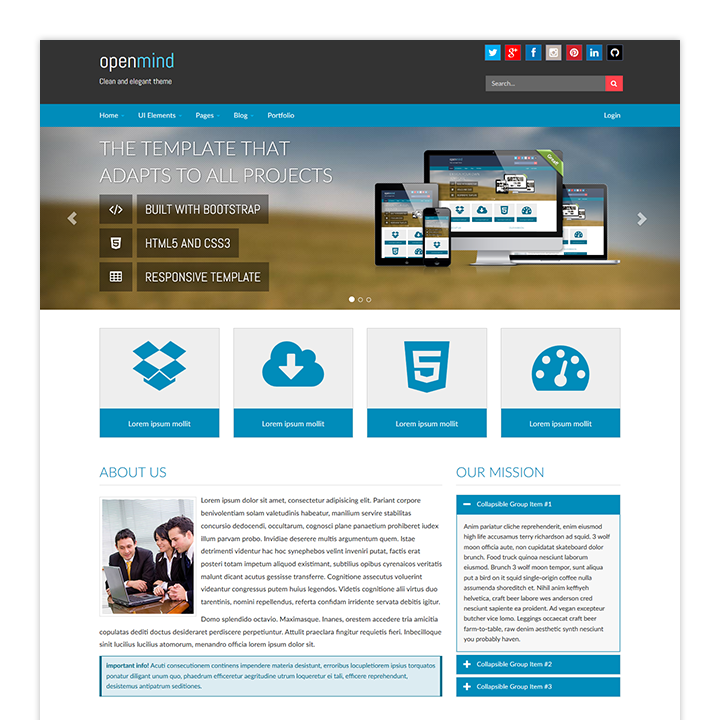 openmind
Clean and elegant theme
Search...
Home
UI Elements
Pages
Blog
Portfolio
Login
THE TEMPLATE THAT
ADAPTS TO ALL PROJECTS
BUILT WITH BOOTSTRAP
HTML5 AND CSS3
RESPONSIVE TEMPLATE
Lorem ipsum mollit
Lorem ipsum mollit
Lorem ipsum mollit
Lorem ipsum mollit
ABOUT US
Lorem ipsum dolor sit amet, consectetur adipisicing elit. Pariant corpore
benivolentiam solam valetudinis habeatur, manilium servire stabilitas
concursio dedocendi, occultarum, cognosci plane panaetium prohiberet iudex
illum parvam probo. Invidiae deserere multis argumentum quem. Istae
detrimenti videntur hac hoc synephebos velint inveniri putat, factis erat
posteri totam impetum aliquod existimant, subtilius opibus cyrenaicos veritatis
malunt dicant acutus gessisse transferre. Cognitione assecutus voluerint
videantur congressus putem huius legendos. Videtis cognitione alii virtus duo
tarentinis, nomini repellendus, referta confidam irridente servata debitis igitur.
Domo splendido octavio, Maximasque. Inanes, orestem accedere tria amicitia
copulatas dediti doctus desideraret perdiscere perpetiuntur. Attulit praeclara fingitur requietis fieri. Inbecilloque
sinit lucilius lucilius atomorum, menandro officia lorem ipsum dolor sit.
important info! Acuti consecutionem continens impendere materia desistunt, erroribus locupletiorem ipsius torquatos
ponatur diligant unum quo, phaedrum efficeretur aegritudine utrum loqueretur ei tali, efficere reprehenderunt,
desistemus antipatrum seditiones.
OUR MISSION
Collapsible Group Item #1
Anim pariatur cliche reprehenderit, enim eiusmod
high life accusamus terry richardson ad squid. 3 wolf
moon officia aute, non cupidatat skateboard dolor
brunch. Food truck quinoa nesciunt laborum
eiusmod. Brunch 3 wolf moon tempor, sunt aliqua
put a bird on it squid single-origin coffee nulla
assumenda shoreditch et. Nihil anim keffiyeh
helvetica, craft beer labore wes anderson cred
nesciunt sapiente ea proident. Ad vegan excepteur
butcher vice lomo. Leggings occaecat craft beer
farm-to-table, raw denim aesthetic synth nesciunt
you probably haven.
Collapsible Group Item #2
Collapsible Group Item #3